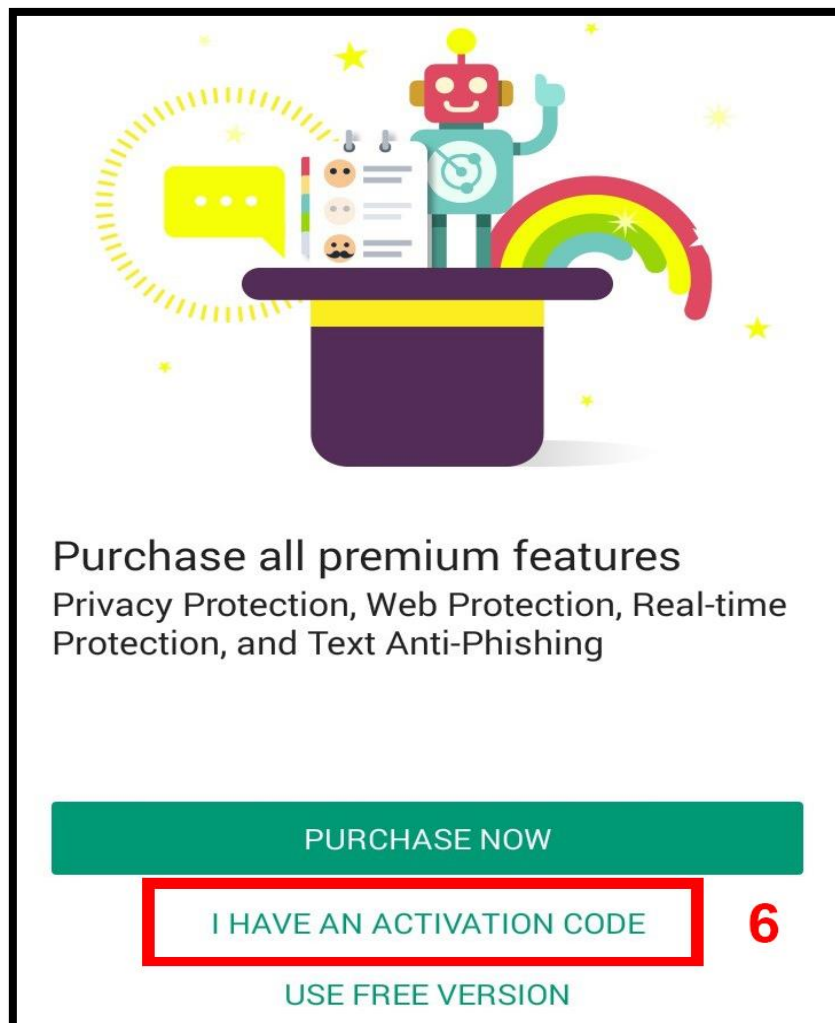 Purchase all premium features
Privacy Protection, Web Protection, Real-time
Protection, and Text Anti-Phishing
PURCHASE NOW
I HAVE AN ACTIVATION CODE 6
USE FREE VERSION